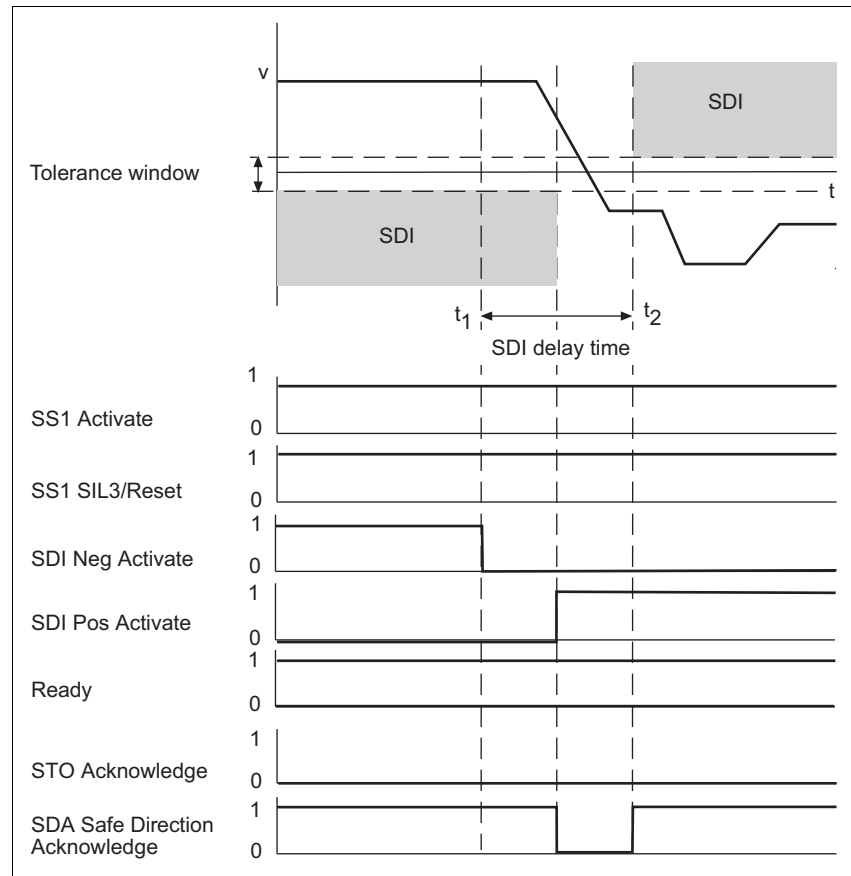 v
SDI
Tolerance window
t
SDI
t1
t2
SDI delay time
1
SS1 Activate
0
1
SS1 SIL3/Reset
0
1
SDI Neg Activate
0
1
SDI Pos Activate
0
1
Ready
0
1
STO Acknowledge
0
1
SDA Safe Direction
Acknowledge
0